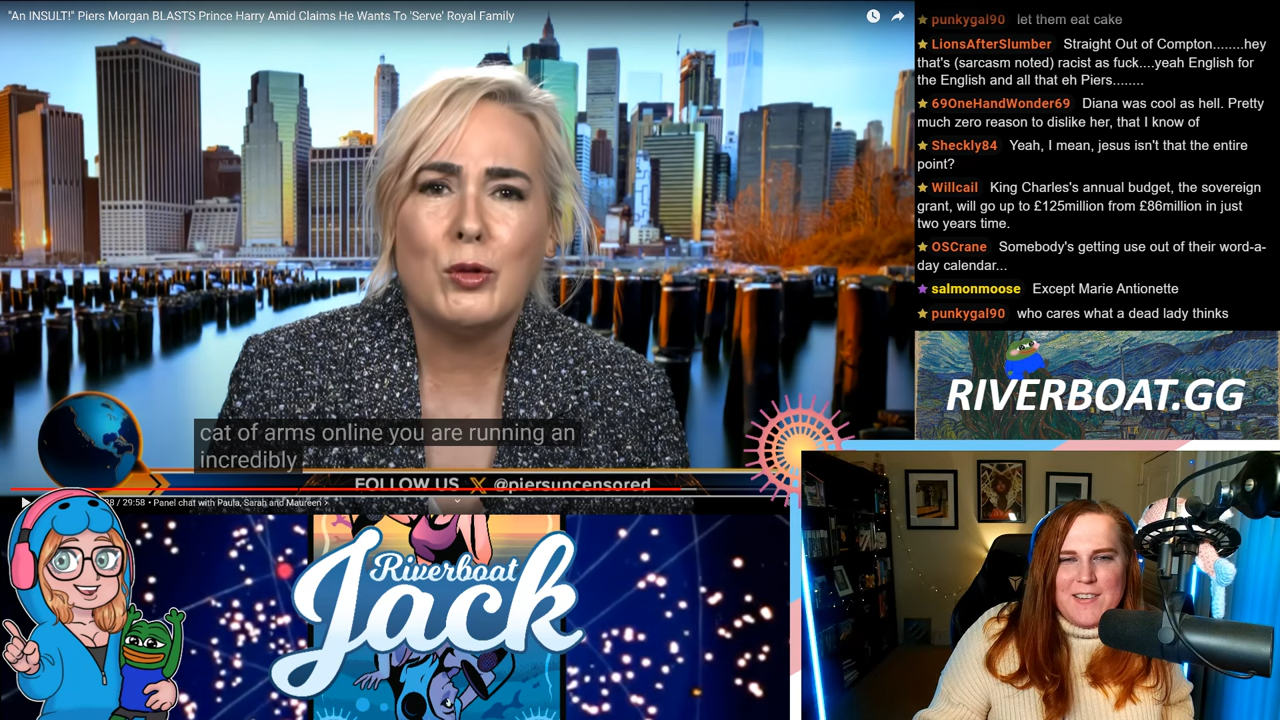 "An INSULT!" Piers Morgan BLASTS Prince Harry Amid Claims He Wants To 'Serve' Royal Family
punkygal90 let them eat cake
LionsAfterSlumber Straight Out of Compton........hey
that's (sarcasm noted) racist as fuck....yeah English for
the English and all that eh Piers........
69OneHandWonder69 Diana was cool as hell. Pretty
much zero reason to dislike her, that I know of
Sheckly84 Yeah, I mean, jesus isn't that the entire
point?
Willcail King Charles's annual budget, the sovereign
grant, will go up to £125million from £86million in just
two years time.
OSCrane Somebody's getting use out of their word-a-
day calendar...
salmonmoose Except Marie Antionette
punkygal90 who cares what a dead lady thinks
RIVERBOAT.GG
cat of arms online you are running an
incredibly
FOLLOW US X @piersuncensored
/ 29:58 • Panel chat with Paula, Sarah and Maureen >
Riverboat
Jack